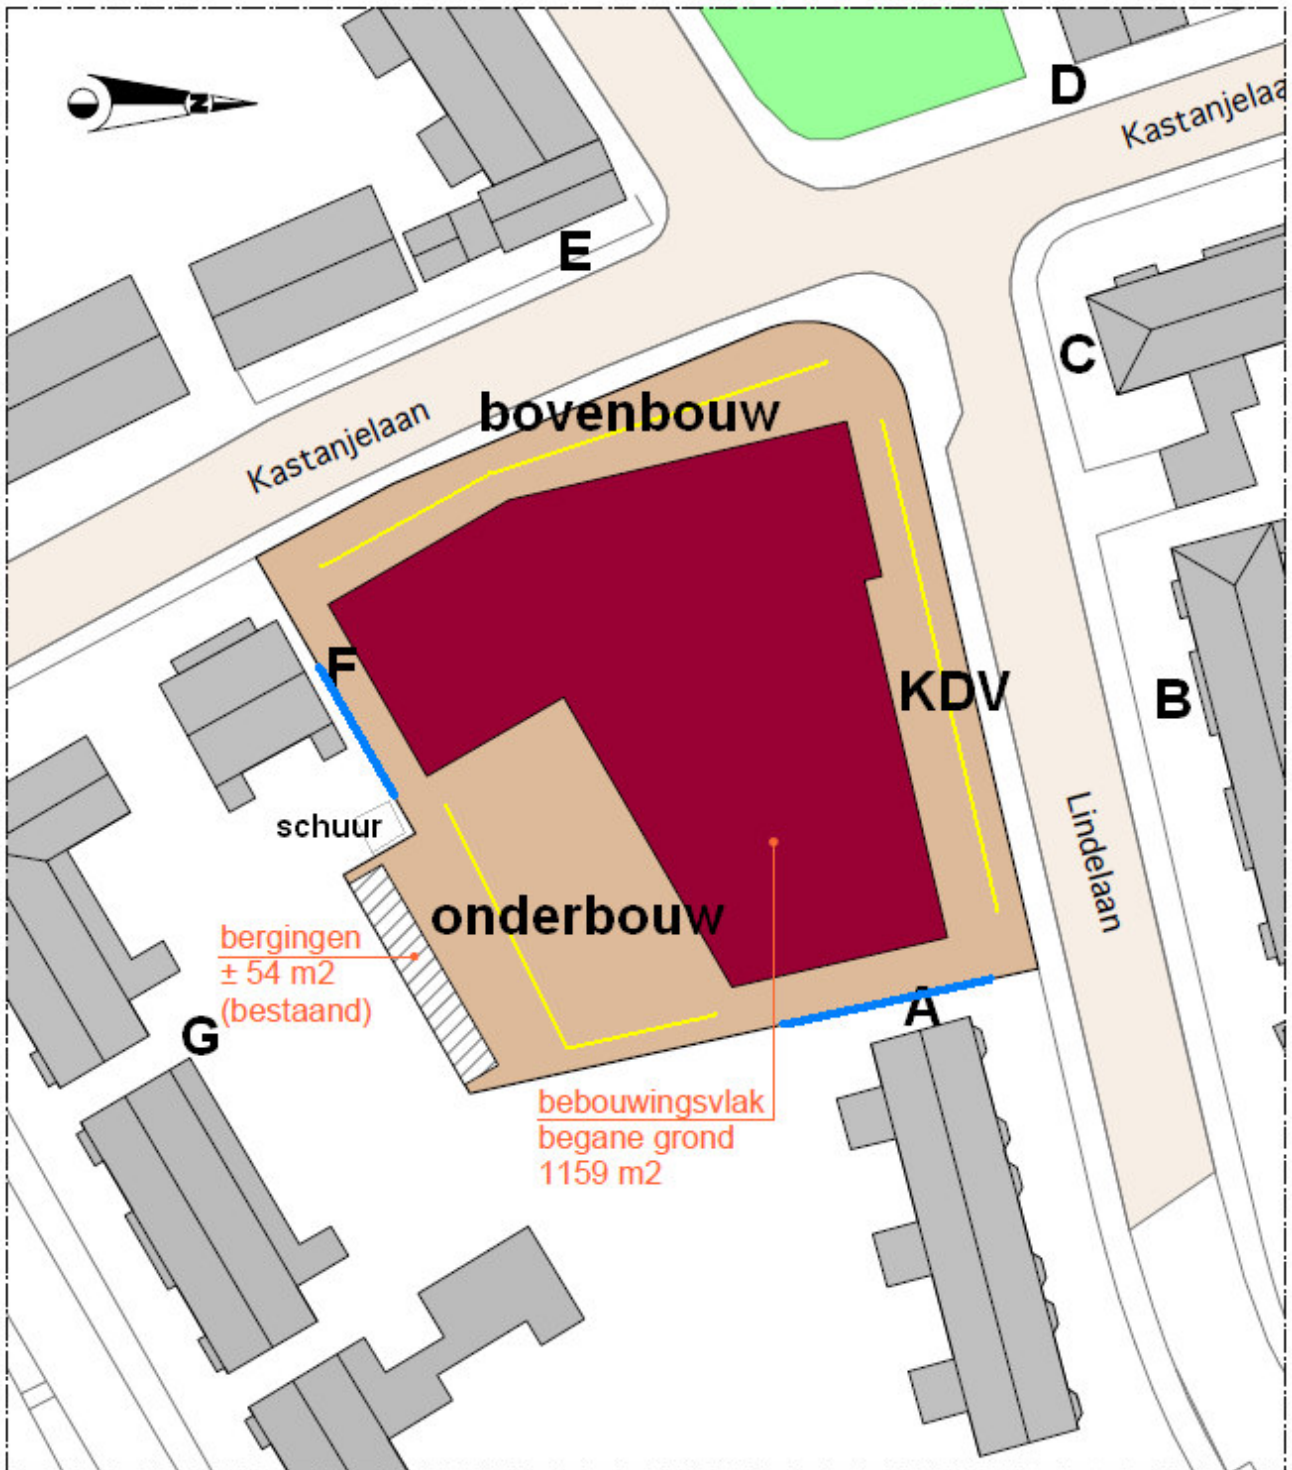 D
Kastanjelaa
N
E
C
bovenbouw
Kastanjelaan
F
KDV
B
schuur
Lindelaan
onderbouw
bergingen
± 54 m2
(bestaand)
A
G
bebouwingsvlak
begane grond
1159 m2